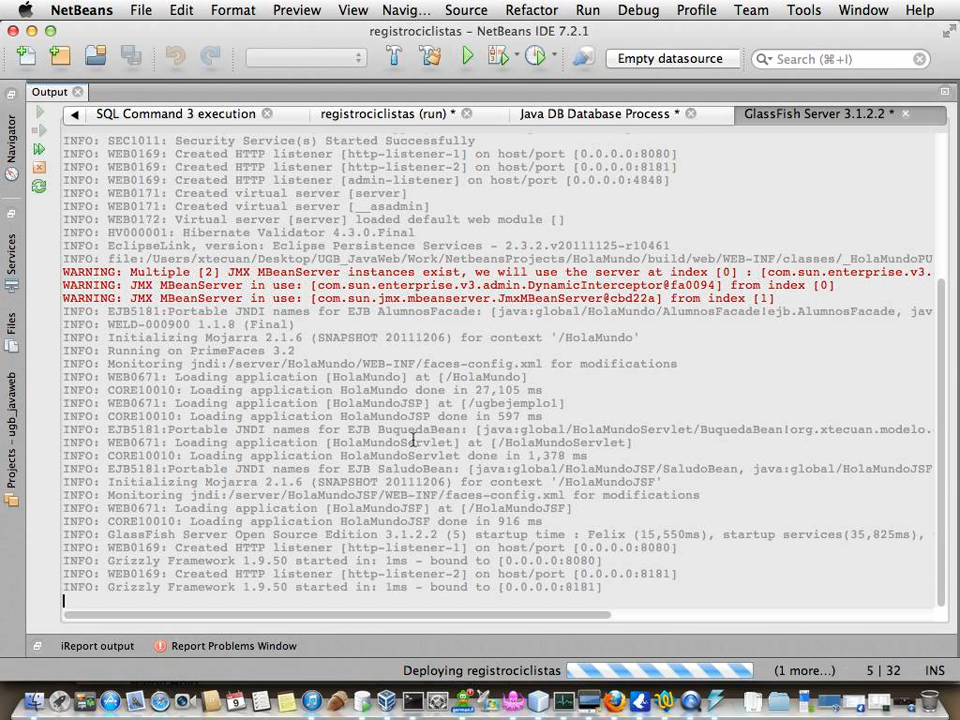 NetBeans File Edit Format Preview View Navig... Source Refactor Run Debug Profile Team Tools Window Help
registrociclistas - NetBeans IDE 7.2.1
Empty datasource
Search (⌘+I)
Output
SQL Command 3 execution
registrociclistas (run) *
Java DB Database Process *
GlassFish Server 3.1.2.2 *
Navigator
Services
Files
Projects - ugb_javaweb
INFO: SEC1011: Security Service(s) Started Successfully
INFO: WEB0169: Created HTTP listener [http-listener-1] on host/port [0.0.0.0:8080]
INFO: WEB0169: Created HTTP listener [http-listener-2] on host/port [0.0.0.0:8181]
INFO: WEB0169: Created HTTP listener [admin-listener] on host/port [0.0.0.0:4848]
INFO: WEB0171: Created virtual server [server]
INFO: WEB0171: Created virtual server [__asadmin]
INFO: WEB0172: Virtual server [server] loaded default web module []
INFO: HV000001: Hibernate Validator 4.3.0.Final
INFO: EclipseLink, version: Eclipse Persistence Services - 2.3.2.v20111125-r10461
INFO: file:/Users/xtecuan/Desktop/UGB_JavaWeb/Work/NetbeansProjects/HolaMundo/build/web/WEB-INF/classes/_HolaMundoPU
WARNING: Multiple [2] JMX MBeanServer instances exist, we will use the server at index [0] : [com.sun.enterprise.v3.
WARNING: JMX MBeanServer in use: [com.sun.enterprise.v3.admin.DynamicInterceptor@fa0094] from index [0]
WARNING: JMX MBeanServer in use: [com.sun.jmx.mbeanserver.JmxMBeanServer@cbd22a] from index [1]
INFO: EJB5181:Portable JNDI names for EJB AlumnosFacade: [java:global/HolaMundo/AlumnosFacade!ejb.AlumnosFacade, jav
INFO: WELD-000900 1.1.8 (Final)
INFO: Initializing Mojarra 2.1.6 (SNAPSHOT 20111206) for context '/HolaMundo'
INFO: Running on PrimeFaces 3.2
INFO: Monitoring jndi:/server/HolaMundo/WEB-INF/faces-config.xml for modifications
INFO: WEB0671: Loading application [HolaMundo] at [/HolaMundo]
INFO: CORE10010: Loading application HolaMundo done in 27,105 ms
INFO: WEB0671: Loading application [HolaMundoJSP] at [/ugbejemplo1]
INFO: CORE10010: Loading application HolaMundoJSP done in 597 ms
INFO: EJB5181:Portable JNDI names for EJB BuquedaBean: [java:global/HolaMundoServlet/BuquedaBean!org.xtecuan.modelo.
INFO: WEB0671: Loading application [HolaMundoServlet] at [/HolaMundoServlet]
INFO: CORE10010: Loading application HolaMundoServlet done in 1,378 ms
INFO: EJB5181:Portable JNDI names for EJB SaludoBean: [java:global/HolaMundoJSF/SaludoBean, java:global/HolaMundoJSF
INFO: Initializing Mojarra 2.1.6 (SNAPSHOT 20111206) for context '/HolaMundoJSF'
INFO: Monitoring jndi:/server/HolaMundoJSF/WEB-INF/faces-config.xml for modifications
INFO: WEB0671: Loading application [HolaMundoJSF] at [/HolaMundoJSF]
INFO: CORE10010: Loading application HolaMundoJSF done in 916 ms
INFO: GlassFish Server Open Source Edition 3.1.2.2 (5) startup time : Felix (15,550ms), startup services(35,825ms),
INFO: WEB0169: Created HTTP listener [http-listener-1] on host/port [0.0.0.0:8080]
INFO: Grizzly Framework 1.9.50 started in: 1ms - bound to [0.0.0.0:8080]
INFO: WEB0169: Created HTTP listener [http-listener-2] on host/port [0.0.0.0:8181]
INFO: Grizzly Framework 1.9.50 started in: 1ms - bound to [0.0.0.0:8181]
iReport output
Report Problems Window
Deploying registrociclistas (1 more...) 5 | 32 INS